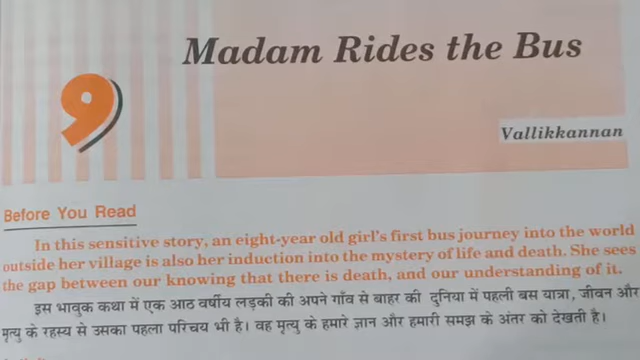 Madam Rides the Bus
9
Vallikkannan
Before You Read
In this sensitive story, an eight-year old girl's first bus journey into the world
outside her village is also her induction into the mystery of life and death. She sees
the gap between our knowing that there is death, and our understanding of it.
इस भावुक कथा में एक आठ वर्षीय लड़की की अपने गाँव से बाहर की दुनिया में पहली बस यात्रा, जीवन और
मृत्यु के रहस्य से उसका पहला परिचय भी है। वह मृत्यु के हमारे ज्ञान और हमारी समझ के अंतर को देखती है।